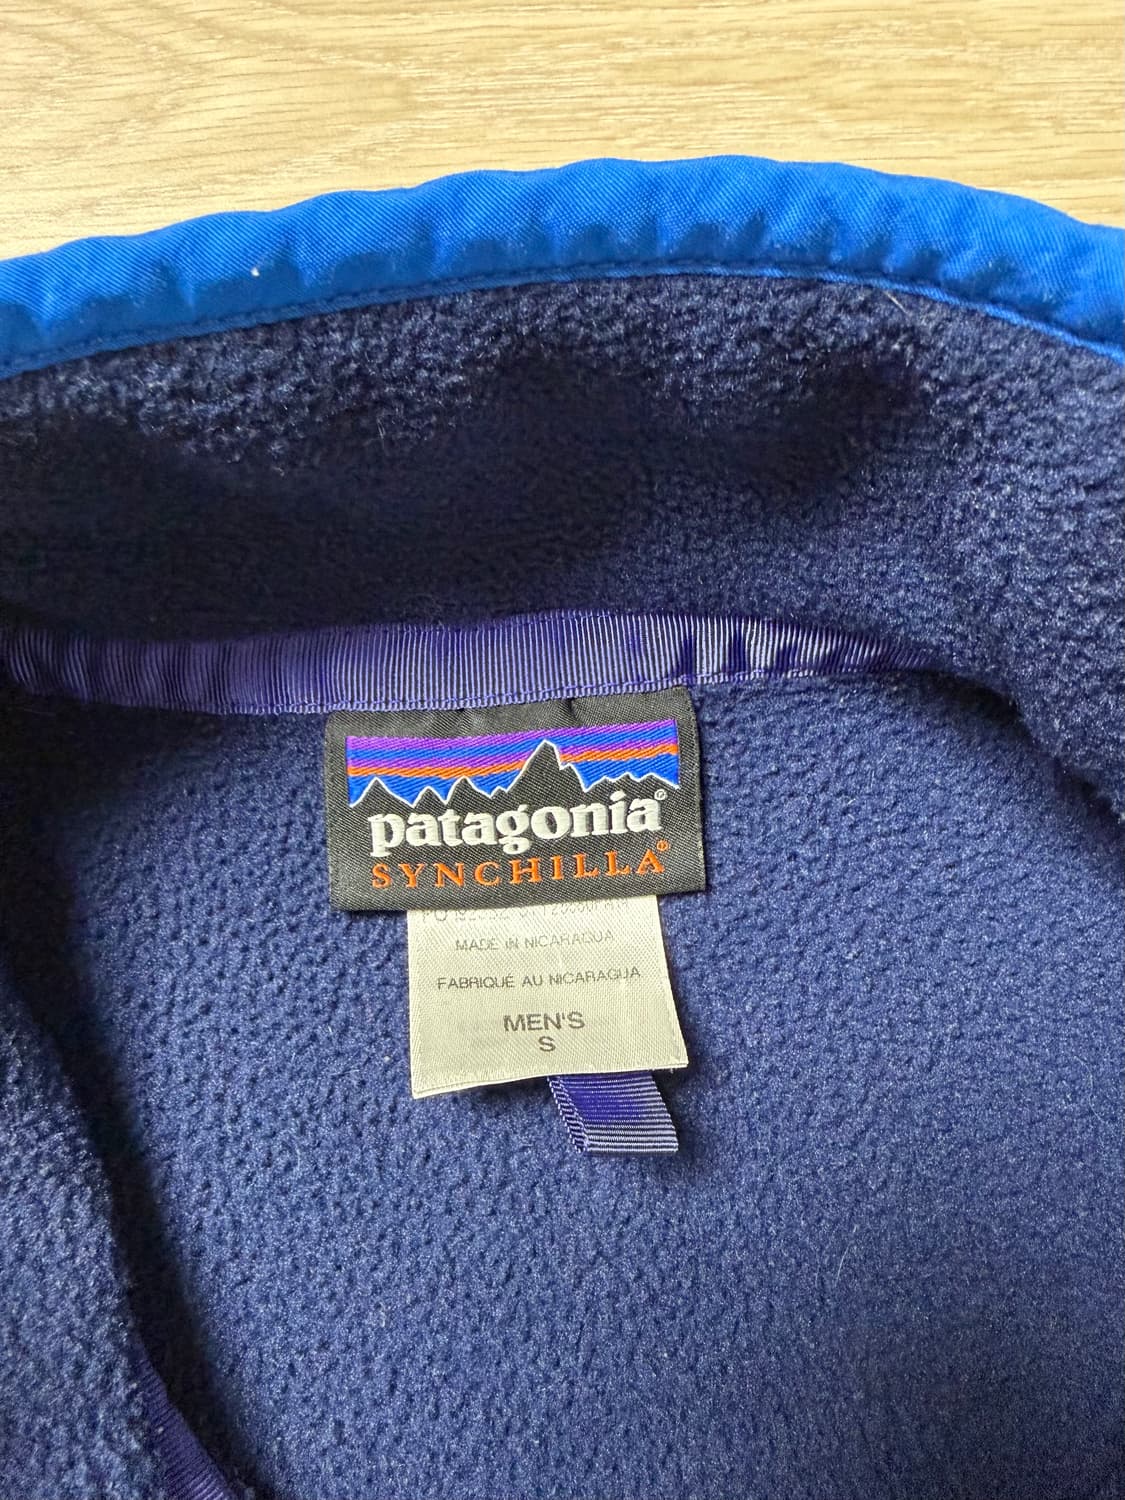 patagonia®
SYNCHILLA®
MADE IN NICARAGUA
FABRIQUÉ AU NICARAGUA
MEN'S
S